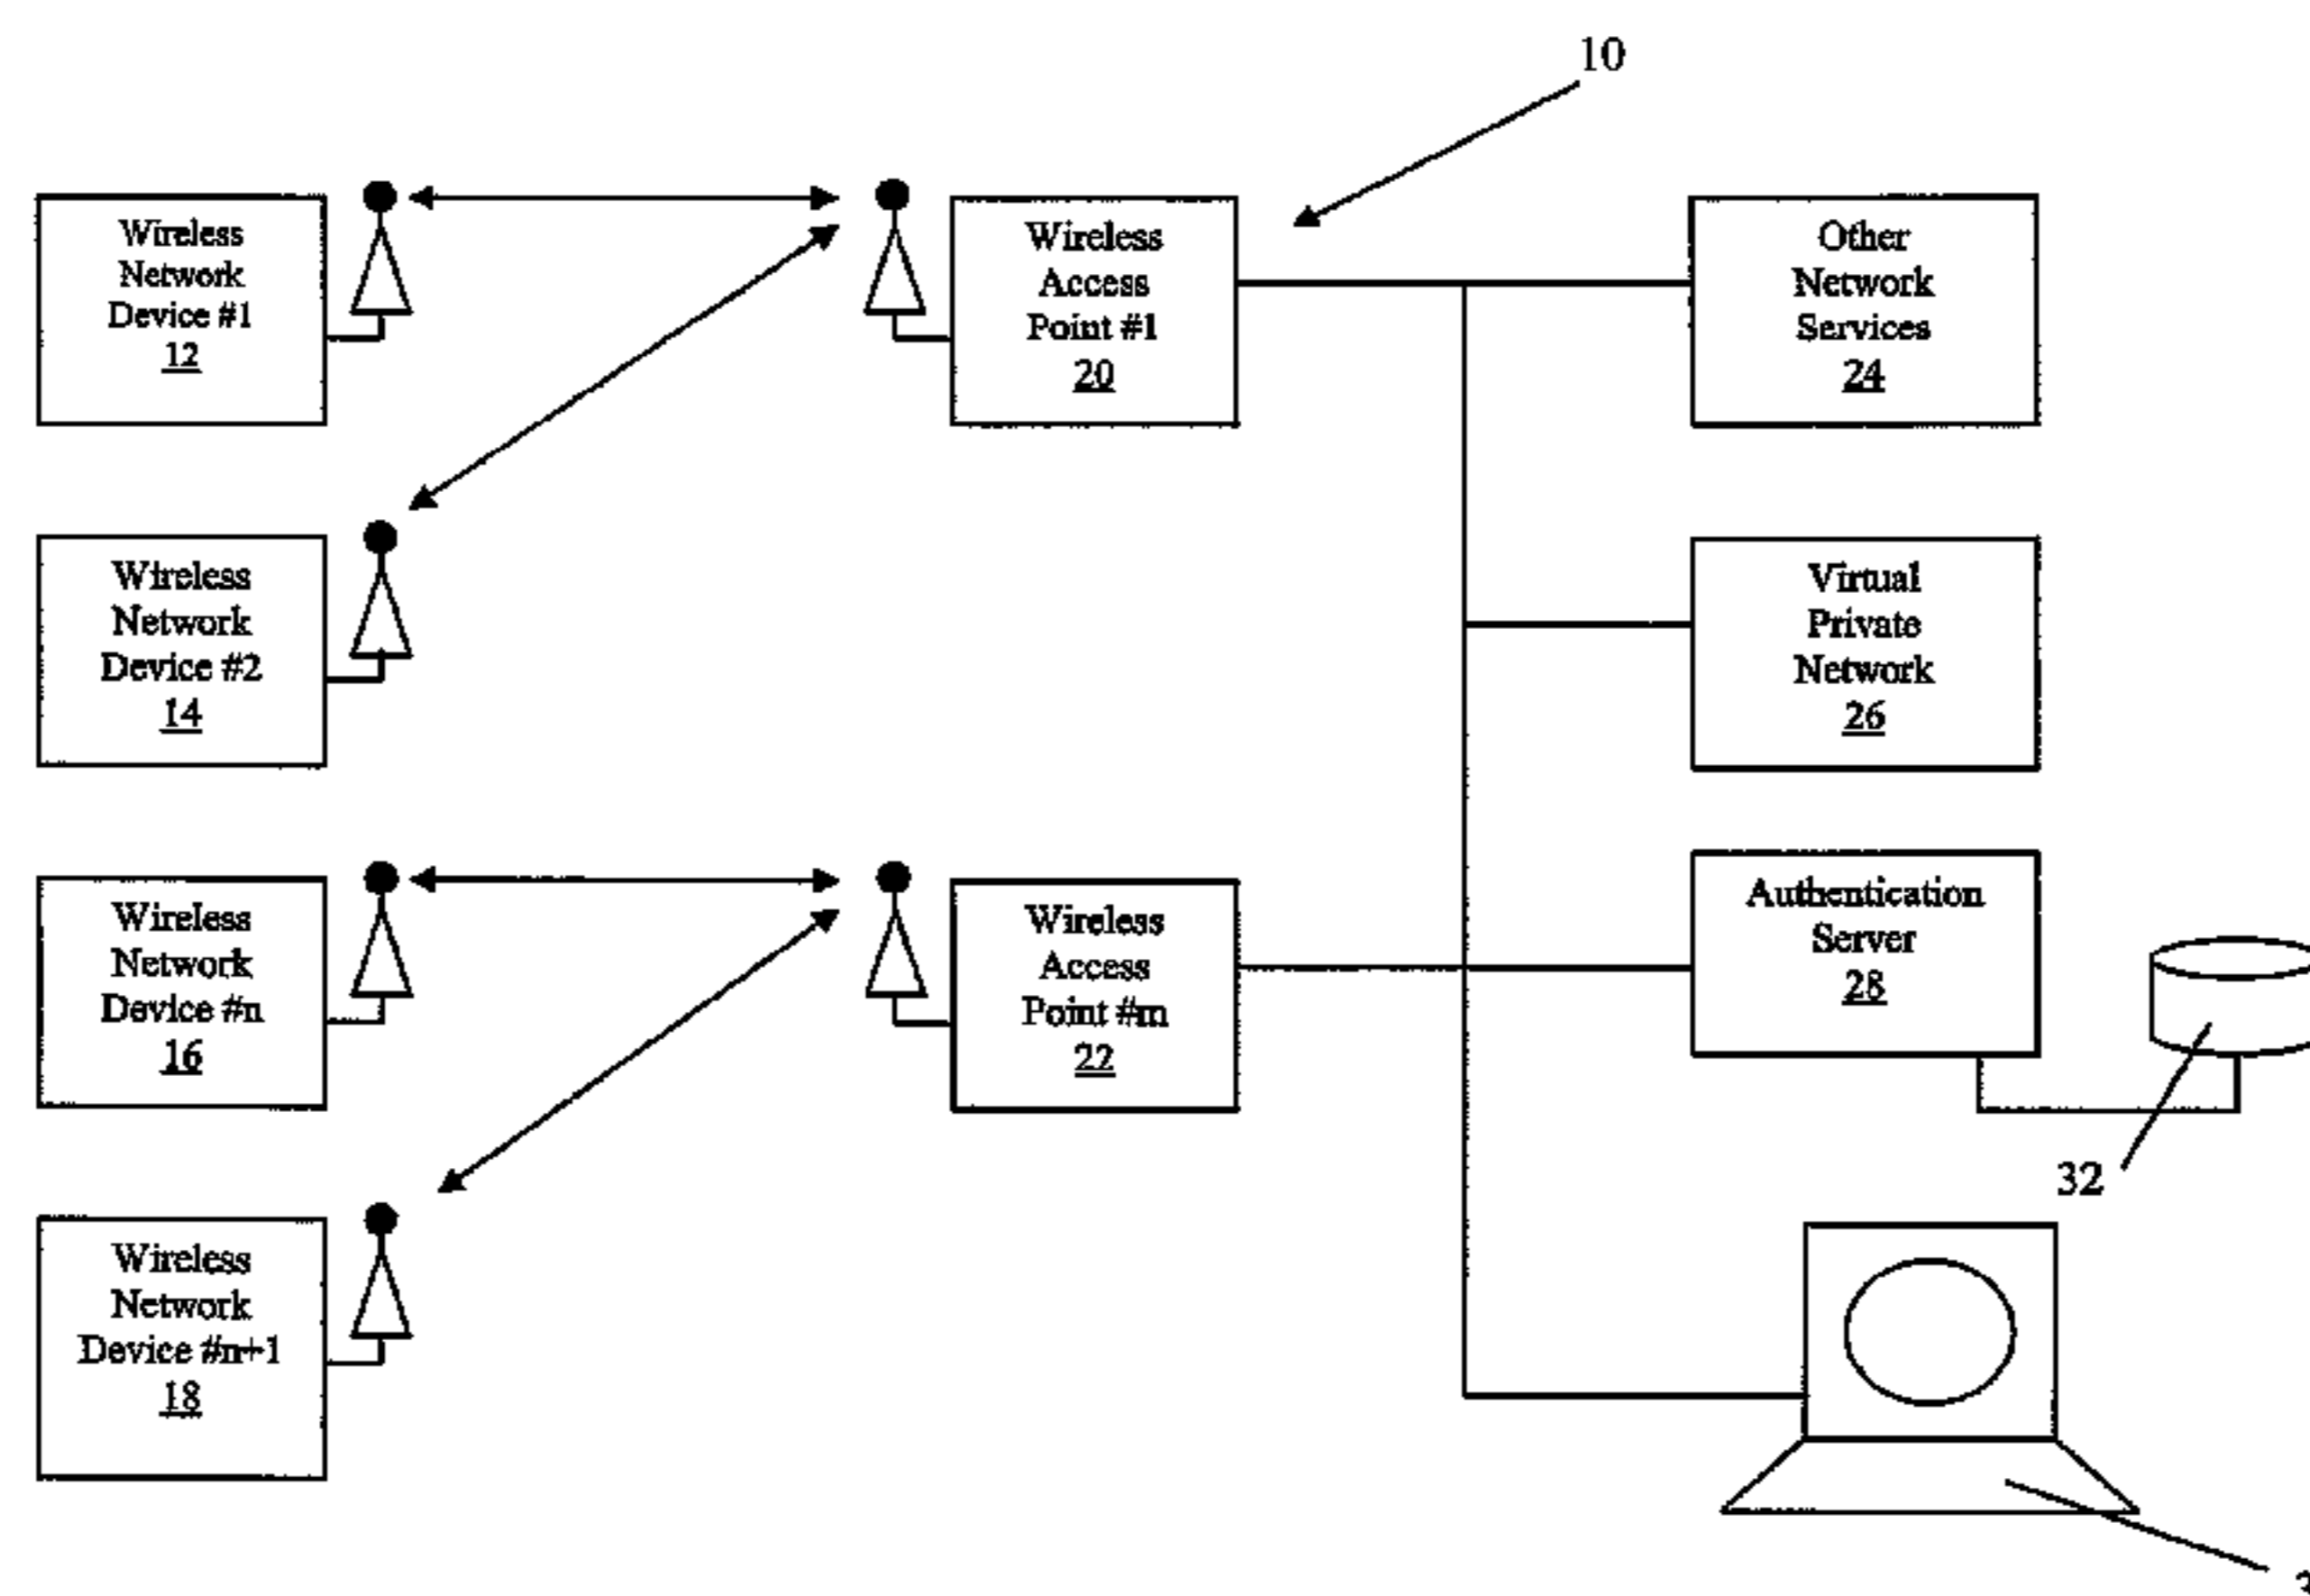 10
Wireless
Network
Device #1
12
Wireless
Access
Point #1
20
Other
Network
Services
24
Wireless
Network
Device #2
14
Virtual
Private
Network
26
Wireless
Network
Device #n
16
Wireless
Access
Point #m
22
Authentication
Server
28
32
Wireless
Network
Device #n+1
18